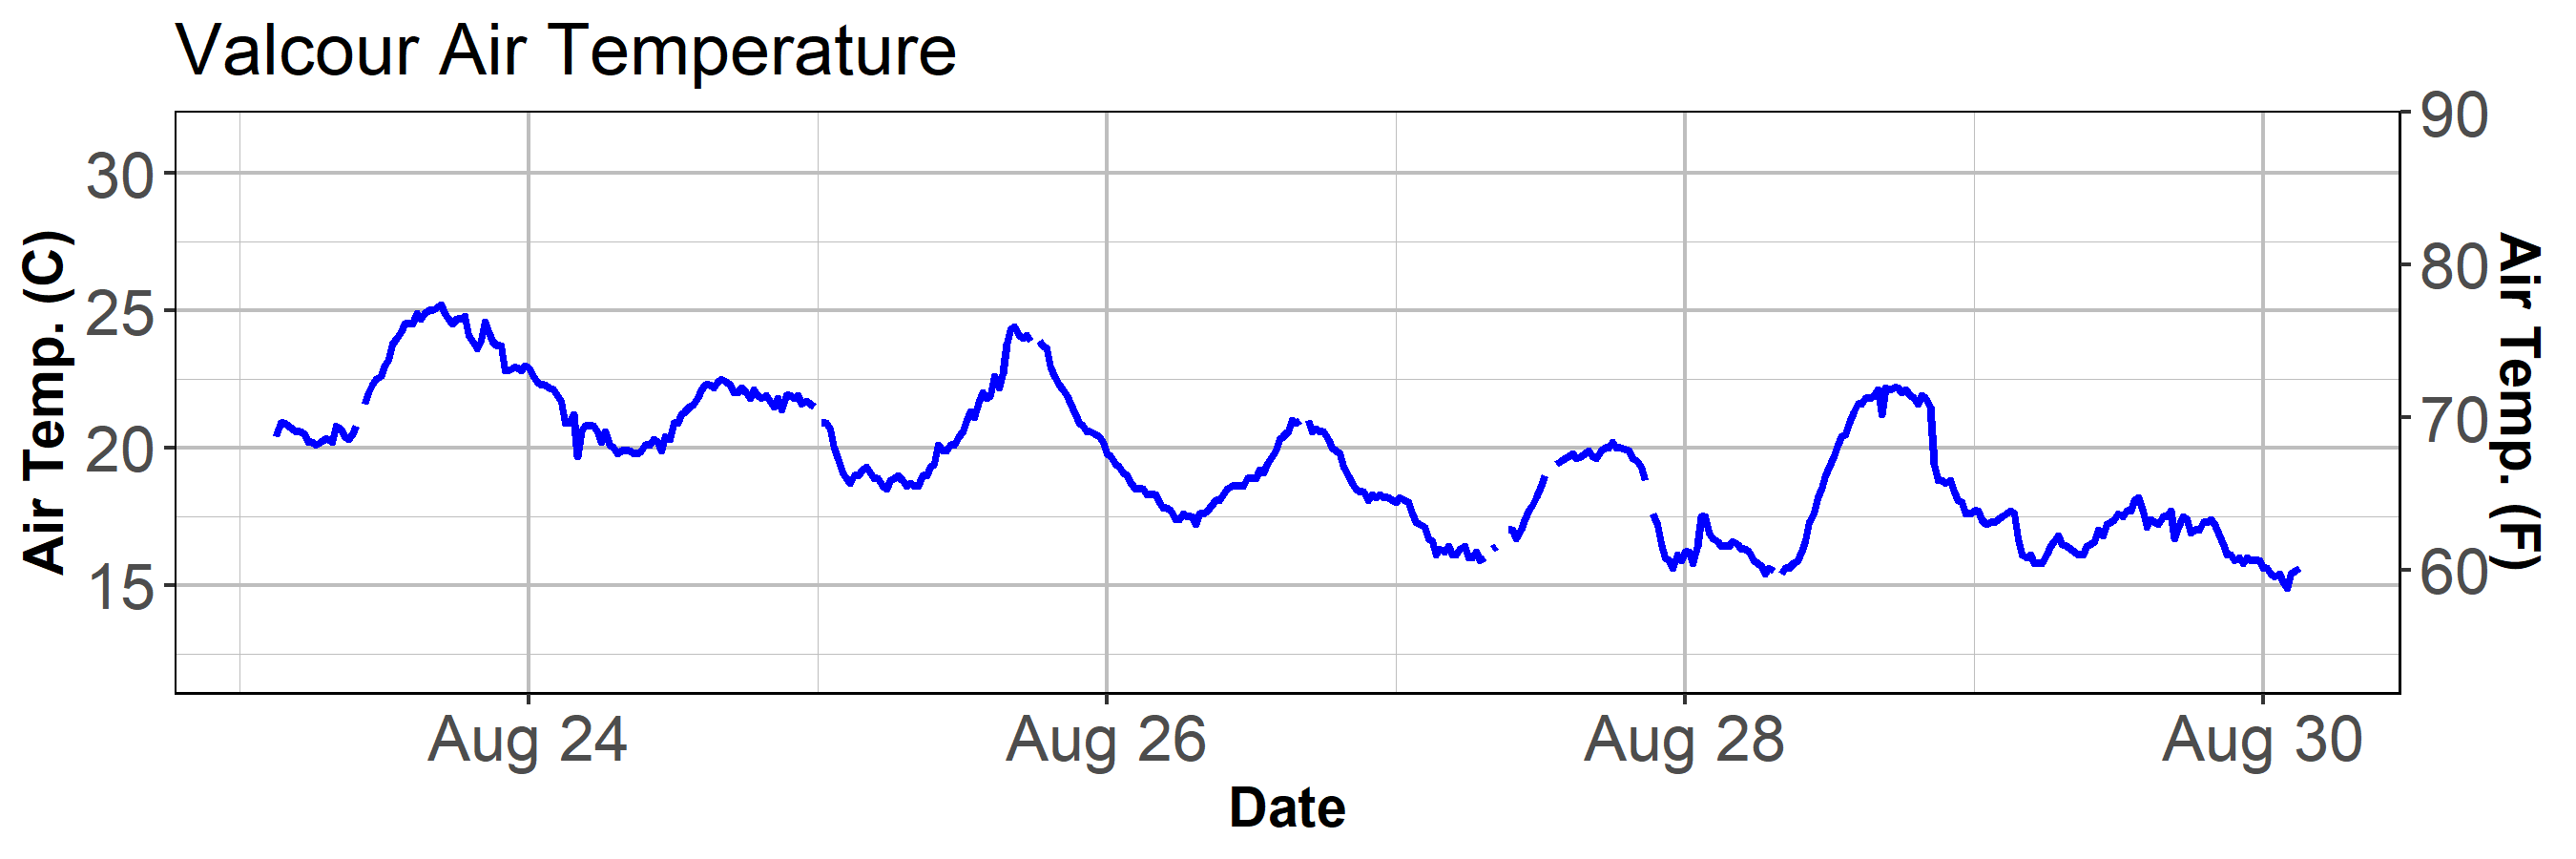 Valcour Air Temperature
Air Temp. (C)
30
25
20
15
90
80
70
60
Air Temp. (F)
Aug 24 Aug 26 Aug 28 Aug 30
Date